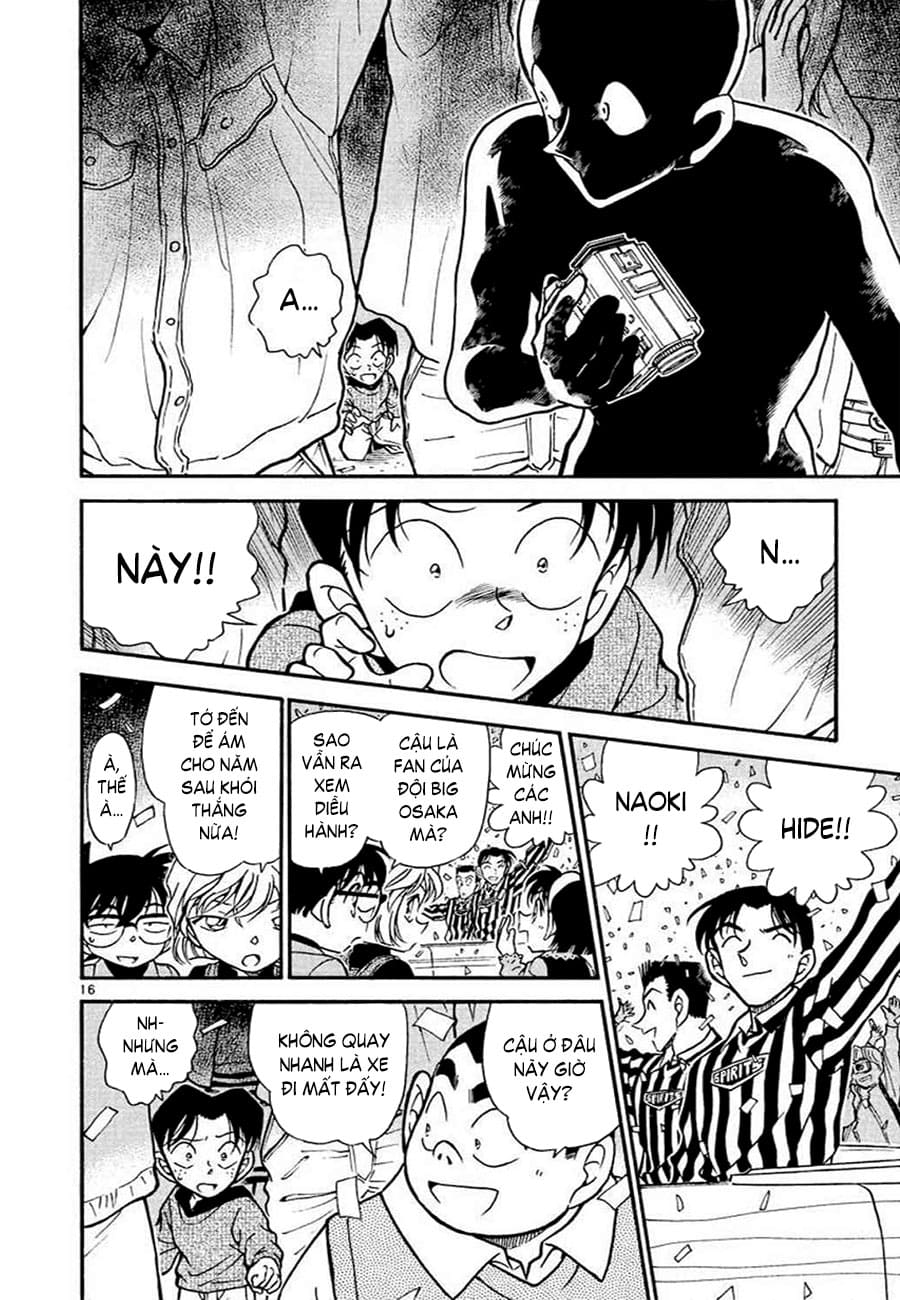 A...
N...
NÀY!!
HIDE!!
NAOKI
!!
SPIRITS
SPIRITS
CHÚC
MỪNG
CÁC
ANH!!
CẬU LÀ
FAN CỦA
ĐỘI BIG
OSAKA
MÀ?
SAO
VẪN RA
XEM
DIỄU
HÀNH?
TỚ ĐẾN
ĐỂ ÁM
CHO NĂM
SAU KHỎI
THẮNG
NỮA!
À,
THẾ
À...
16
CẬU Ở ĐÂU
NÀY GIỜ
VẬY?
KHÔNG QUAY
NHANH LÀ XE
ĐI MẤT ĐẤY!
NH-
NHƯNG
MÀ...